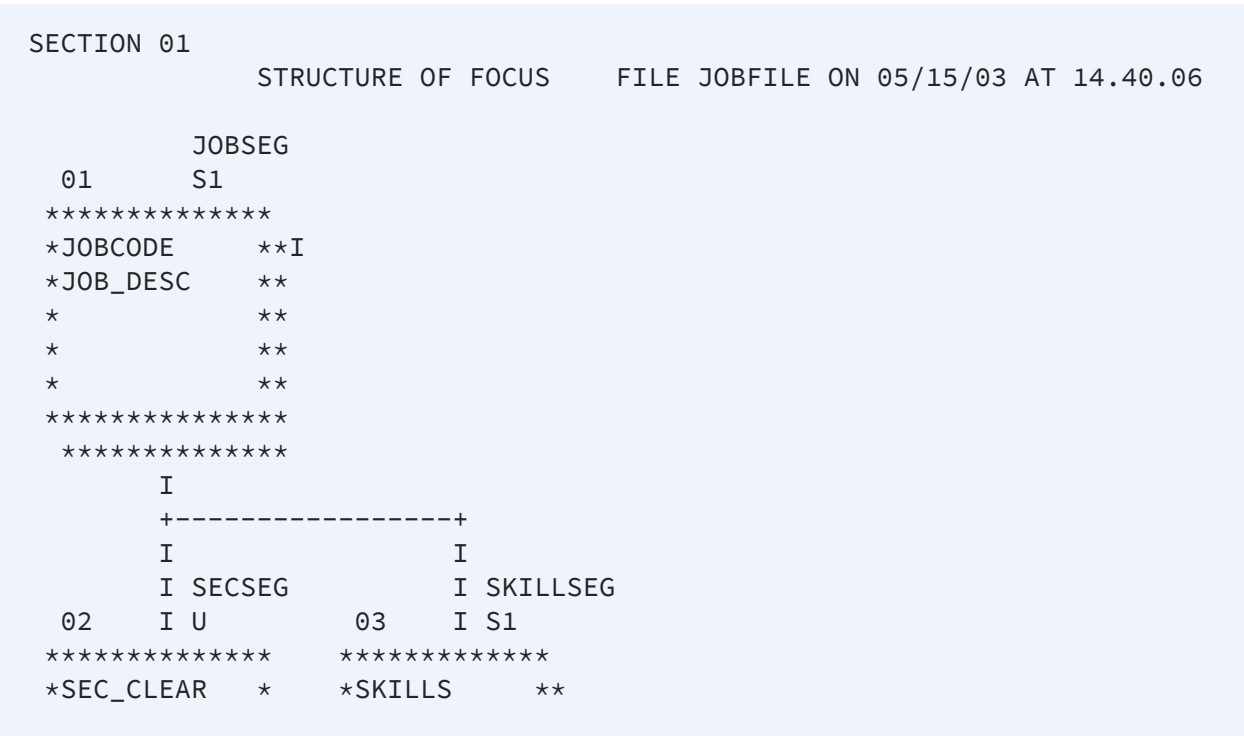 SECTION 01
              STRUCTURE OF FOCUS    FILE JOBFILE ON 05/15/03 AT 14.40.06

          JOBSEG
  01      S1
 **************
 *JOBCODE     **I
 *JOB_DESC    **
 *            **
 *            **
 *            **
 ***************
  **************
        I
        +-----------------+
        I                 I
        I SECSEG          I SKILLSEG
  02    I U         03    I S1
 **************    *************
 *SEC_CLEAR   *    *SKILLS     **